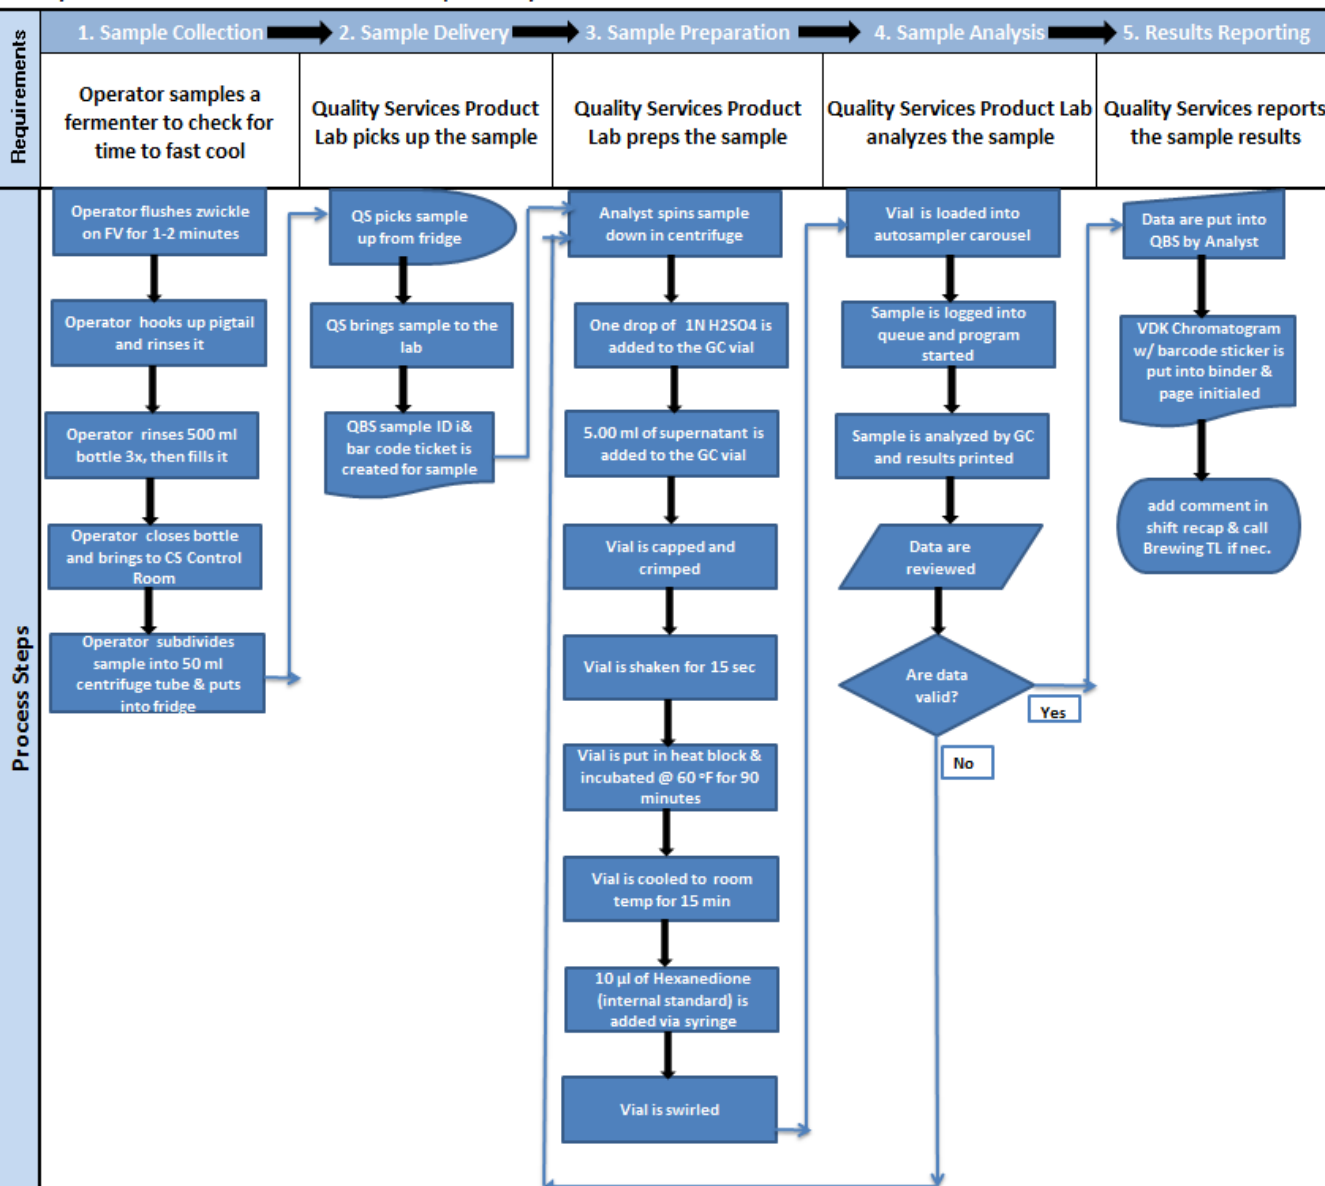 1. Sample Collection
2. Sample Delivery
3. Sample Preparation
4. Sample Analysis
5. Results Reporting
Requirements
Operator samples a
fermenter to check for
time to fast cool
Quality Services Product
Lab picks up the sample
Quality Services Product
Lab preps the sample
Quality Services Product Lab
analyzes the sample
Quality Services reports
the sample results
Process Steps
Operator flushes zwickle
on FV for 1-2 minutes
Operator hooks up pigtail
and rinses it
Operator rinses 500 ml
bottle 3x, then fills it
Operator closes bottle
and brings to CS Control
Room
Operator subdivides
sample into 50 ml
centrifuge tube & puts
into fridge
QS picks sample
up from fridge
QS brings sample to the
lab
QBS sample ID i&
bar code ticket is
created for sample
Analyst spins sample
down in centrifuge
One drop of 1N H2SO4 is
added to the GC vial
5.00 ml of supernatant is
added to the GC vial
Vial is capped and
crimped
Vial is shaken for 15 sec
Vial is put in heat block &
incubated @ 60 ºF for 90
minutes
Vial is cooled to room
temp for 15 min
10 µl of Hexanedione
(internal standard) is
added via syringe
Vial is swirled
Vial is loaded into
autosampler carousel
Sample is logged into
queue and program
started
Sample is analyzed by GC
and results printed
Data are
reviewed
Are data
valid?
Yes
No
Data are put into
QBS by Analyst
VDK Chromatogram
w/ barcode sticker is
put into binder &
page initialed
add comment in
shift recap & call
Brewing TL if nec.